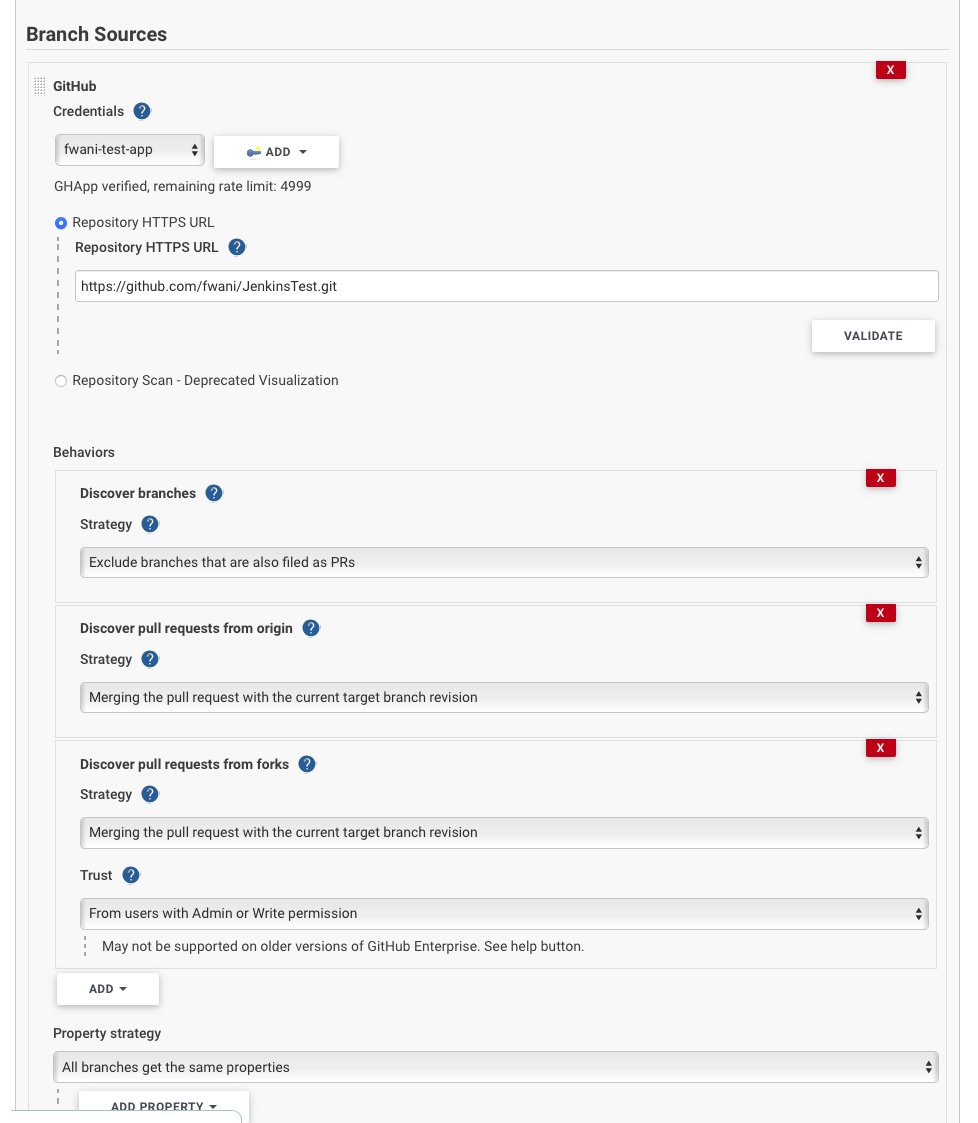 Branch Sources
X
GitHub
Credentials ?
fwani-test-app ADD
GHApp verified, remaining rate limit: 4999
Repository HTTPS URL
Repository HTTPS URL ?
https://github.com/fwani/JenkinsTest.git
VALIDATE
Repository Scan - Deprecated Visualization
Behaviors
X
Discover branches ?
Strategy ?
Exclude branches that are also filed as PRs
X
Discover pull requests from origin ?
Strategy ?
Merging the pull request with the current target branch revision
X
Discover pull requests from forks ?
Strategy ?
Merging the pull request with the current target branch revision
Trust ?
From users with Admin or Write permission
May not be supported on older versions of GitHub Enterprise. See help button.
ADD
Property strategy
All branches get the same properties
ADD PROPERTY